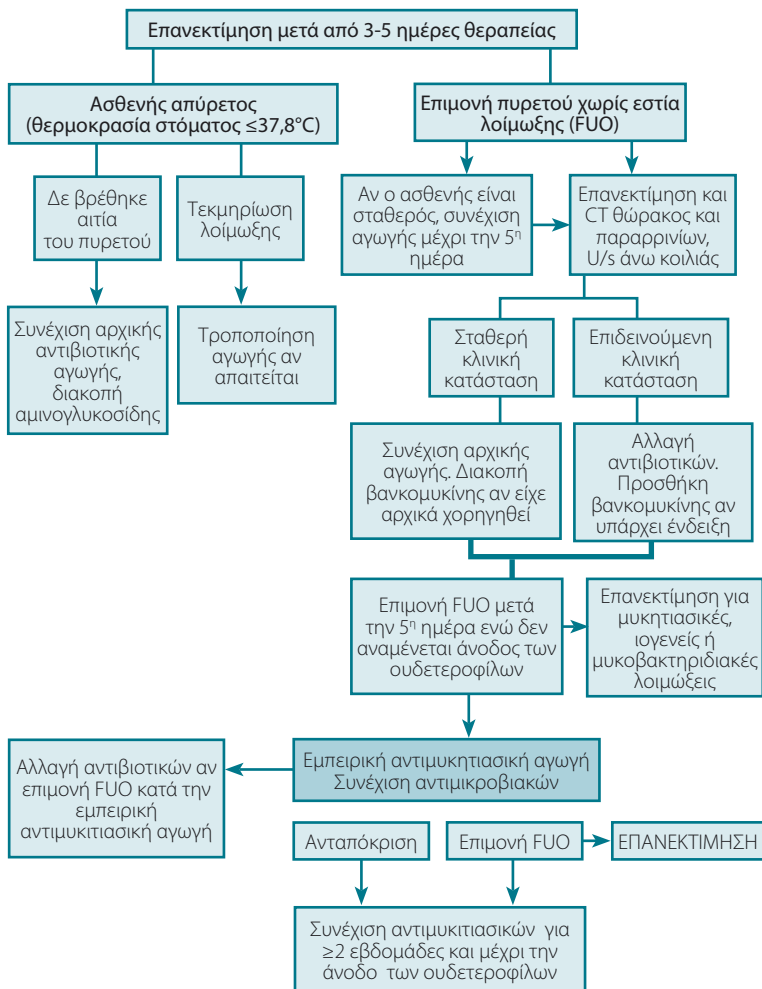 Επανεκτίμηση μετά από 3-5 ημέρες θεραπείας
Ασθενής απύρετος
(θερμοκρασία στόματος ≤37,8°C)
Επιμονή πυρετού χωρίς εστία
λοίμωξης (FUO)
Δε βρέθηκε
αιτία
του πυρετού
Τεκμηρίωση
λοίμωξης
Αν ο ασθενής είναι
σταθερός, συνέχιση
αγωγής μέχρι την 5η
ημέρα
Επανεκτίμηση και
CT θώρακος και
παραρρινίων,
U/s άνω κοιλιάς
Συνέχιση αρχικής
αντιβιοτικής
αγωγής,
διακοπή
αμινογλυκοσίδης
Τροποποίηση
αγωγής αν
απαιτείται
Σταθερή
κλινική
κατάσταση
Επιδεινούμενη
κλινική
κατάσταση
Συνέχιση αρχικής
αγωγής. Διακοπή
βανκομυκίνης αν είχε
αρχικά χορηγηθεί
Αλλαγή
αντιβιοτικών.
Προσθήκη
βανκομυκίνης αν
υπάρχει ένδειξη
Επιμονή FUO μετά
την 5η ημέρα ενώ δεν
αναμένεται άνοδος των
ουδετεροφίλων
Επανεκτίμηση για
μυκητιασικές,
ιογενείς ή
μυκοβακτηριδιακές
λοιμώξεις
Εμπειρική αντιμυκητιασική αγωγή
Συνέχιση αντιμικροβιακών
Αλλαγή αντιβιοτικών αν
επιμονή FUO κατά την
εμπειρική
αντιμυκιτιασική αγωγή
Ανταπόκριση
Επιμονή FUO
ΕΠΑΝΕΚΤΙΜΗΣΗ
Συνέχιση αντιμυκιτιασικών για
≥2 εβδομάδες και μέχρι την
άνοδο των ουδετεροφίλων